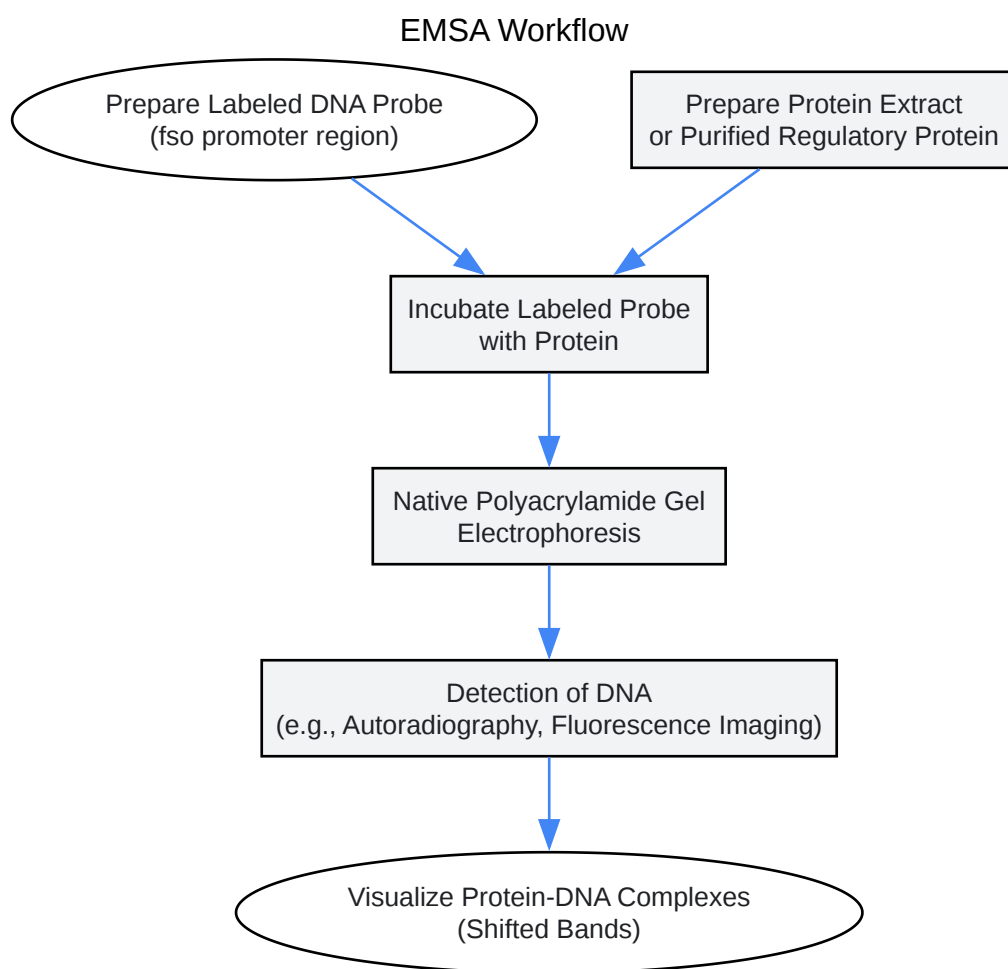 EMSA Workflow
Prepare Labeled DNA Probe
(fso promoter region)
Prepare Protein Extract
or Purified Regulatory Protein
Incubate Labeled Probe
with Protein
Native Polyacrylamide Gel
Electrophoresis
Detection of DNA
(e.g., Autoradiography, Fluorescence Imaging)
Visualize Protein-DNA Complexes
(Shifted Bands)